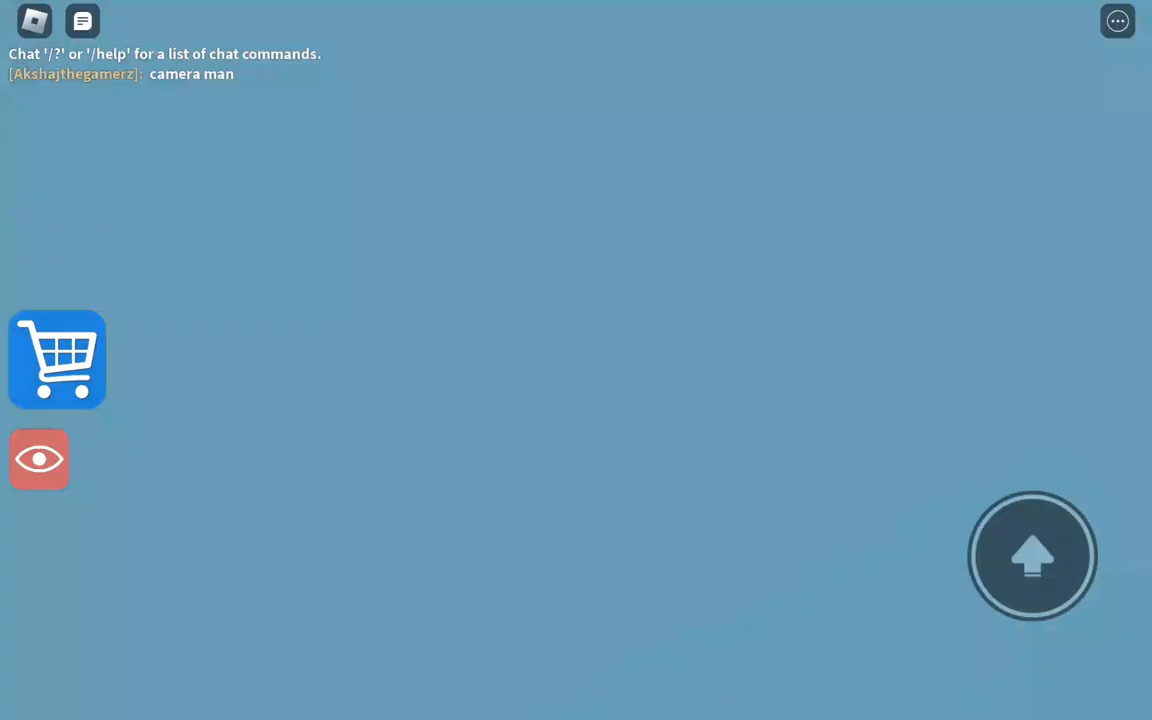 Chat '/?' or '/help' for a list of chat commands.
[Akshajthegamerz]: camera man